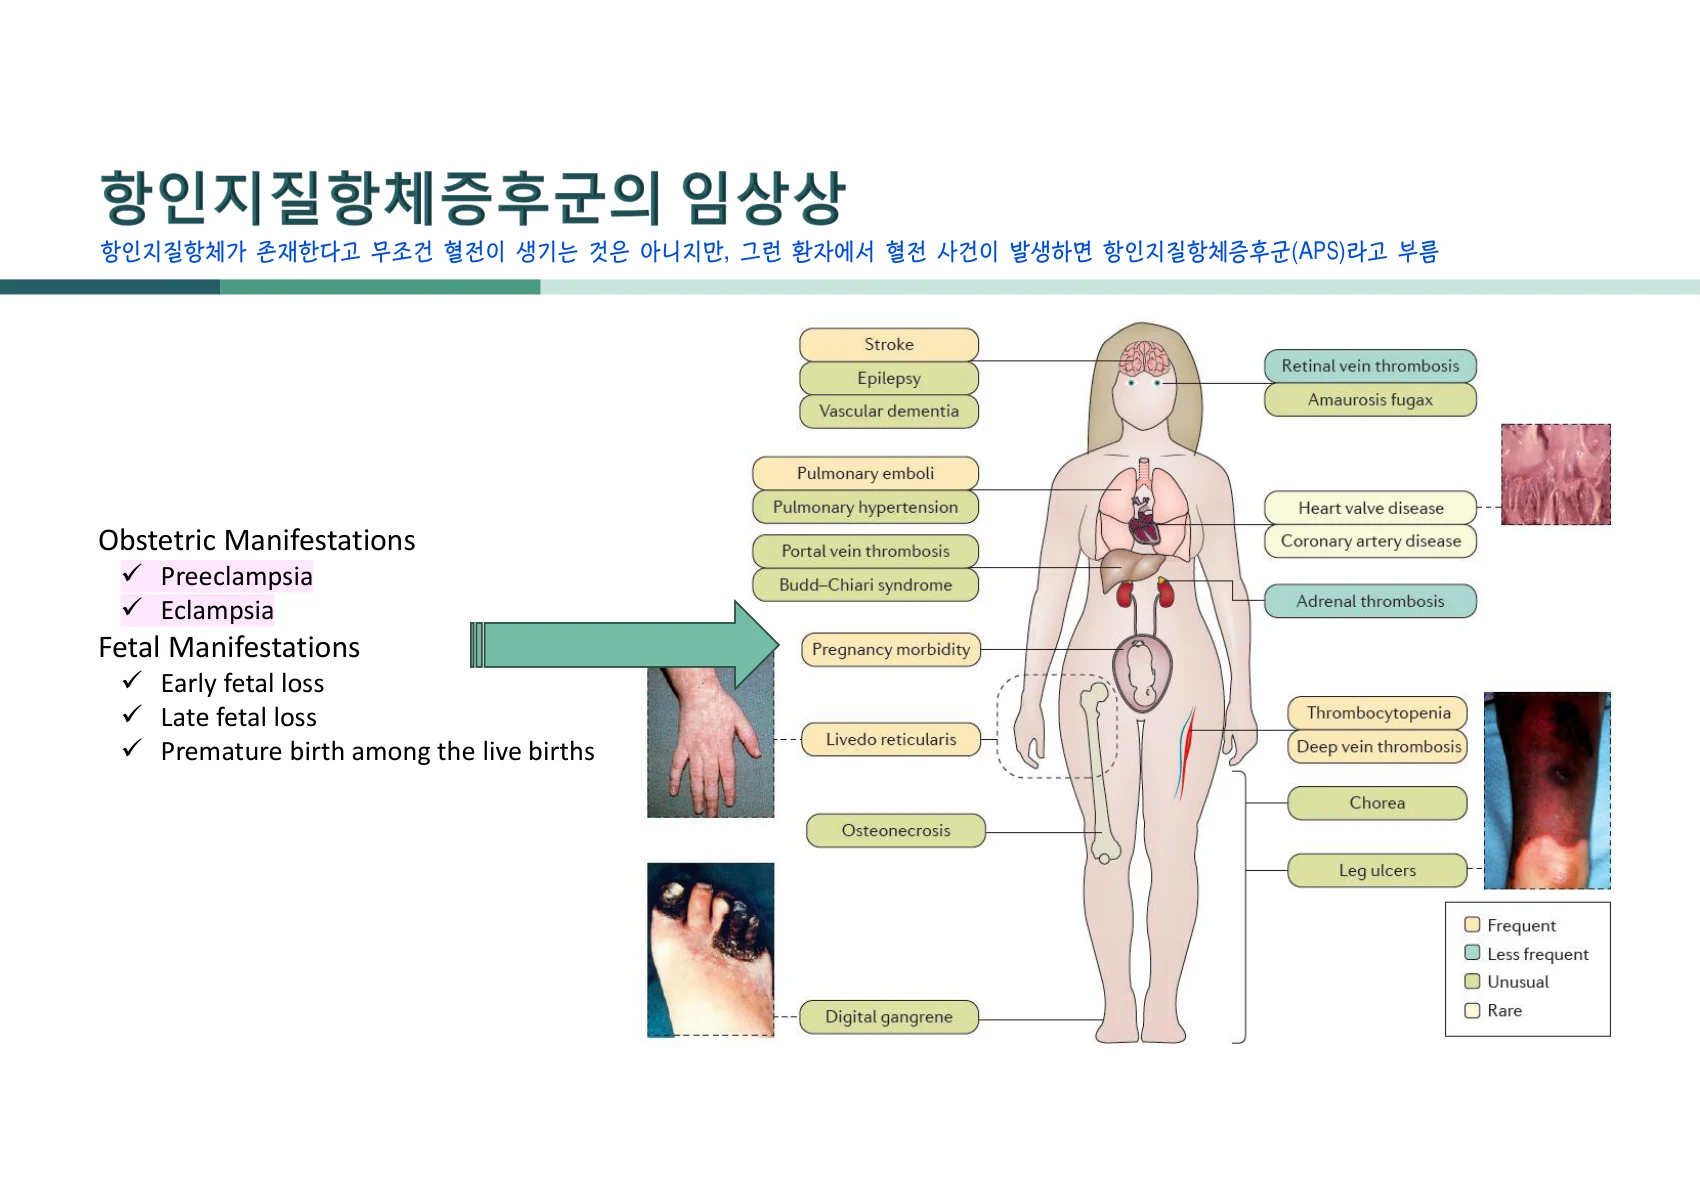 항인지질항체증후군의 임상상
항인지질항체가 존재한다고 무조건 혈전이 생기는 것은 아니지만, 그런 환자에서 혈전 사건이 발생하면 항인지질항체증후군(APS)라고 부름
Obstetric Manifestations
✓ Preeclampsia
✓ Eclampsia
Fetal Manifestations
✓ Early fetal loss
✓ Late fetal loss
✓ Premature birth among the live births
Stroke
Epilepsy
Vascular dementia
Pulmonary emboli
Pulmonary hypertension
Portal vein thrombosis
Budd–Chiari syndrome
Pregnancy morbidity
Livedo reticularis
Osteonecrosis
Digital gangrene
Retinal vein thrombosis
Amaurosis fugax
Heart valve disease
Coronary artery disease
Adrenal thrombosis
Thrombocytopenia
Deep vein thrombosis
Chorea
Leg ulcers
Frequent
Less frequent
Unusual
Rare